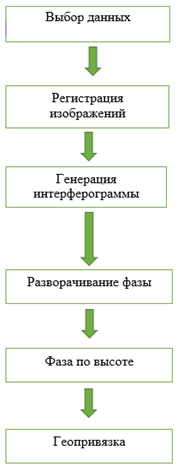 Выбор данных
Регистрация
изображений
Генерация
интерферограммы
Разворачивание фазы
Фаза по высоте
Геопривязка